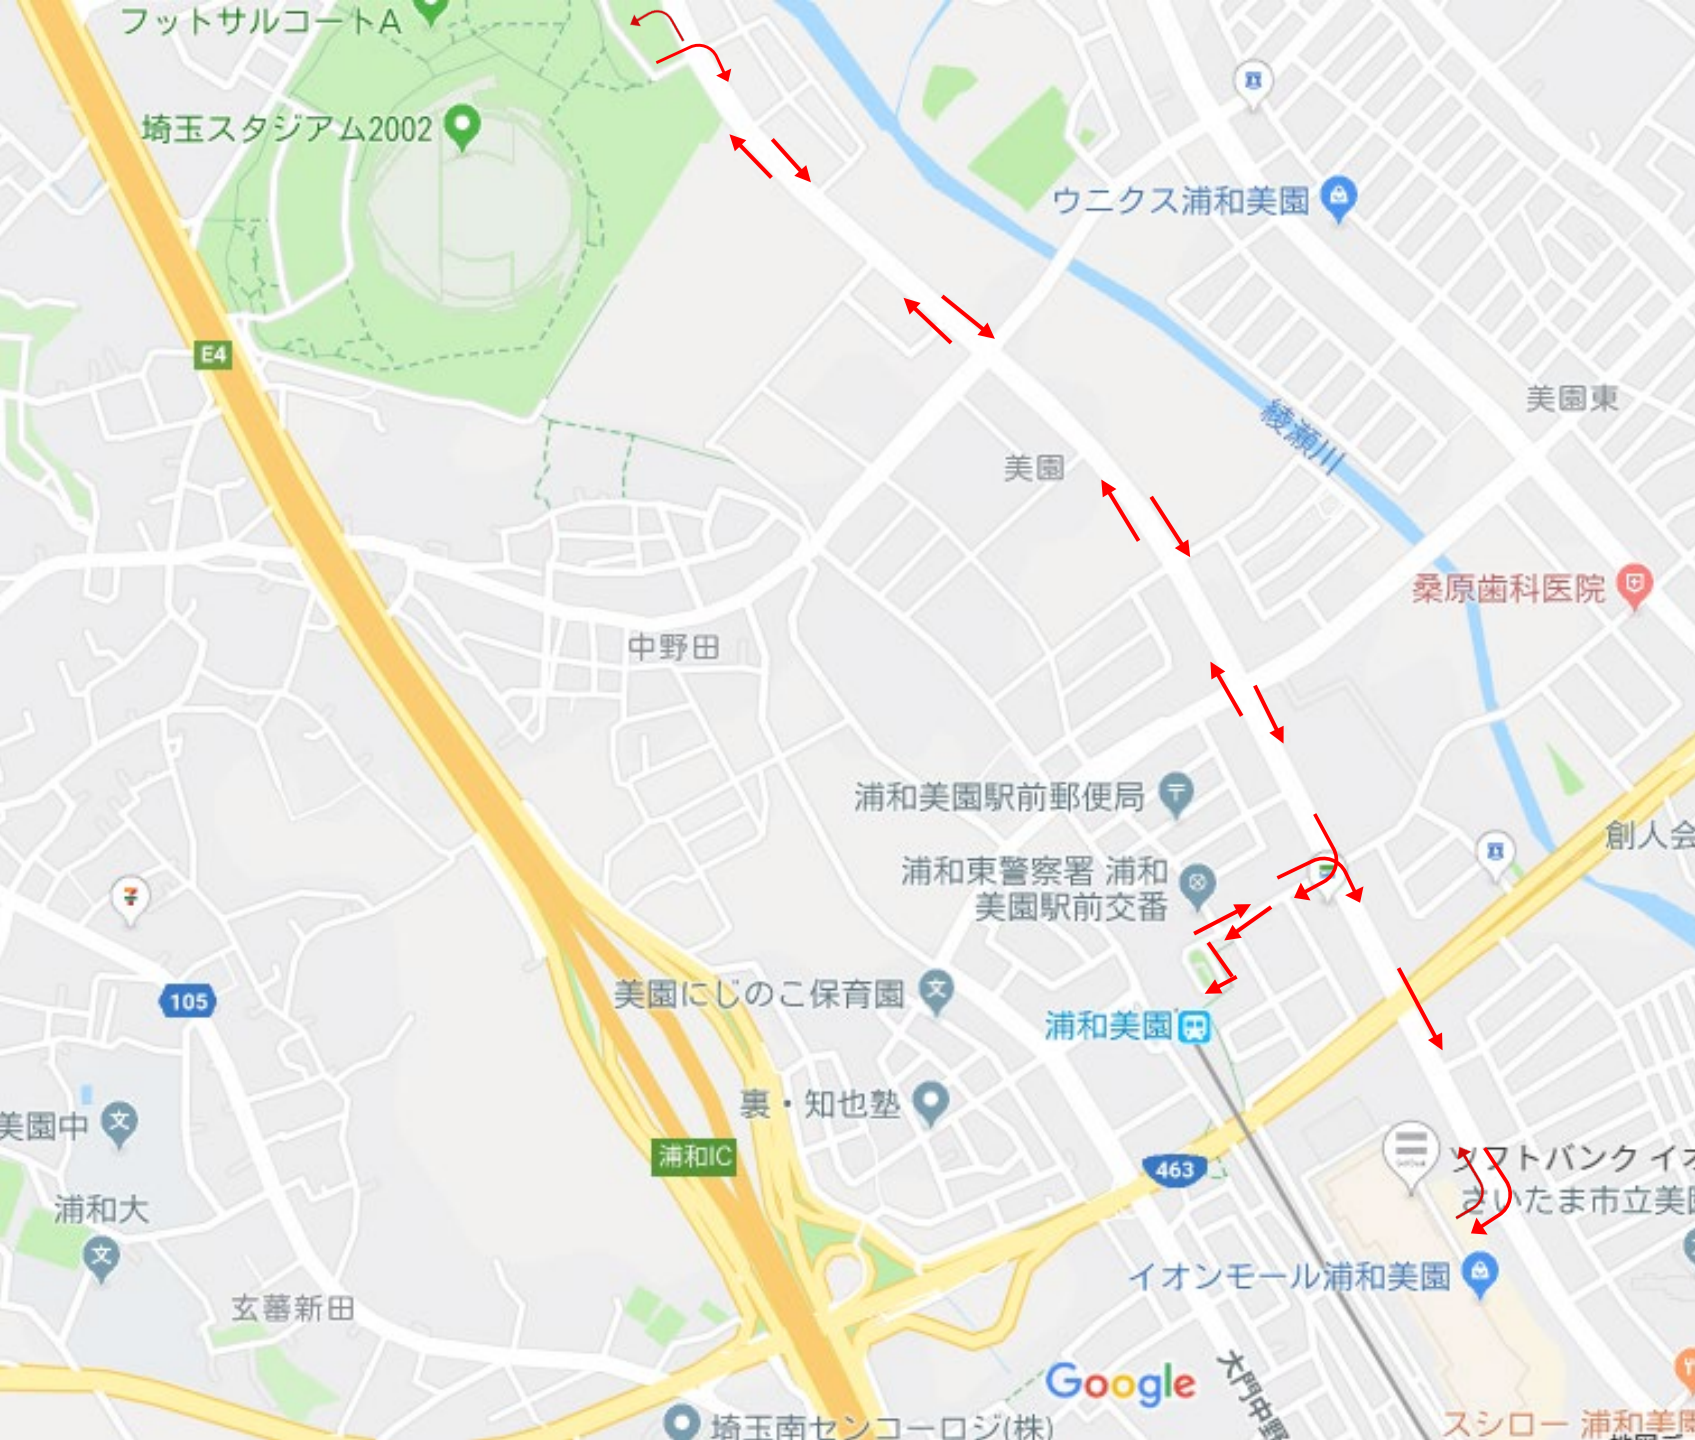 フットサルコートA
埼玉スタジアム2002
ウニクス浦和美園
E4
美園東
綾瀬川
美園
桑原歯科医院
中野田
浦和美園駅前郵便局
創人会
浦和東警察署 浦和
美園駅前交番
美園にじのこ保育園
105
浦和美園
裏・知也塾
美園中
浦和IC
ソフトバンク イオ
463
さいたま市立美
浦和大
イオンモール浦和美園
玄蕃新田
大門中野
Google
埼玉南センコーロジ(株)
スシロー 浦和美園